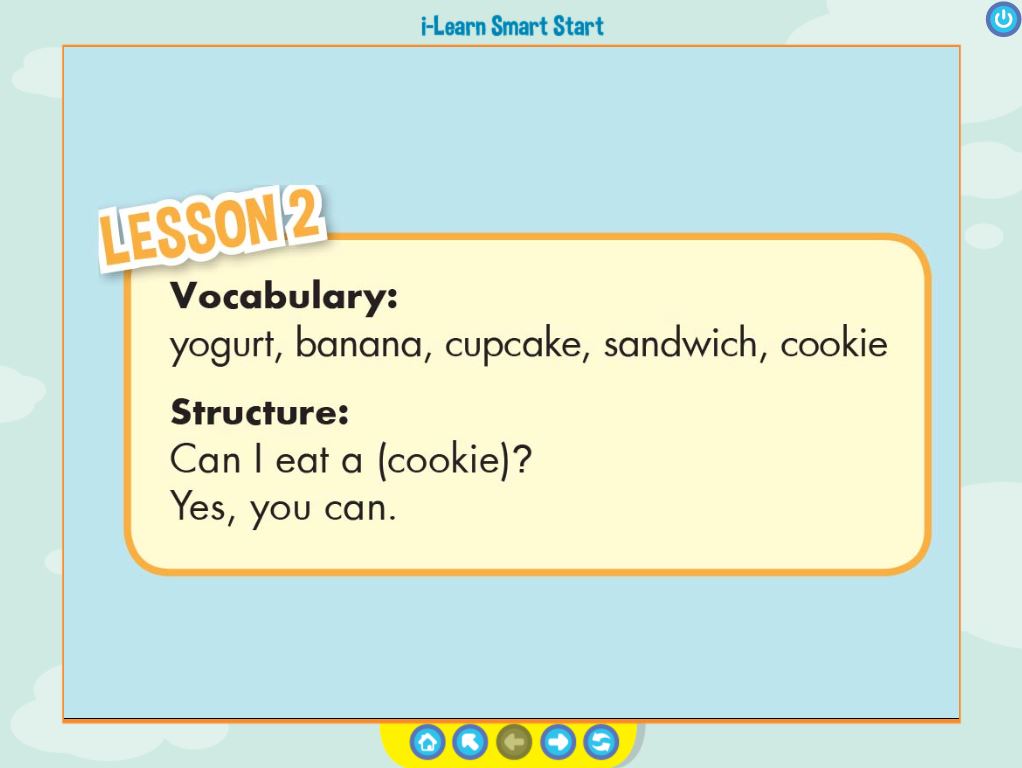 i-Learn Smart Start
LESSON 2
Vocabulary:
yogurt, banana, cupcake, sandwich, cookie
Structure:
Can I eat a (cookie)?
Yes, you can.